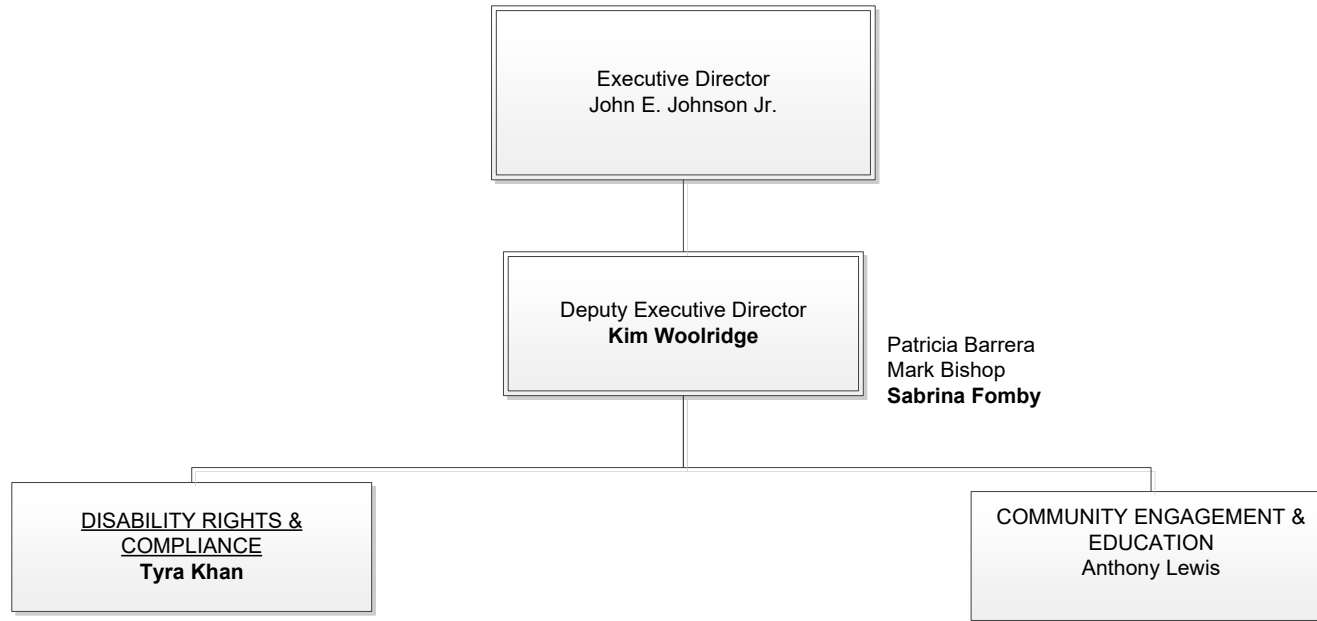 Executive Director
John E. Johnson Jr.
Deputy Executive Director
Kim Woolridge
Patricia Barrera
Mark Bishop
Sabrina Fomby
DISABILITY RIGHTS &
COMPLIANCE
Tyra Khan
COMMUNITY ENGAGEMENT &
EDUCATION
Anthony Lewis